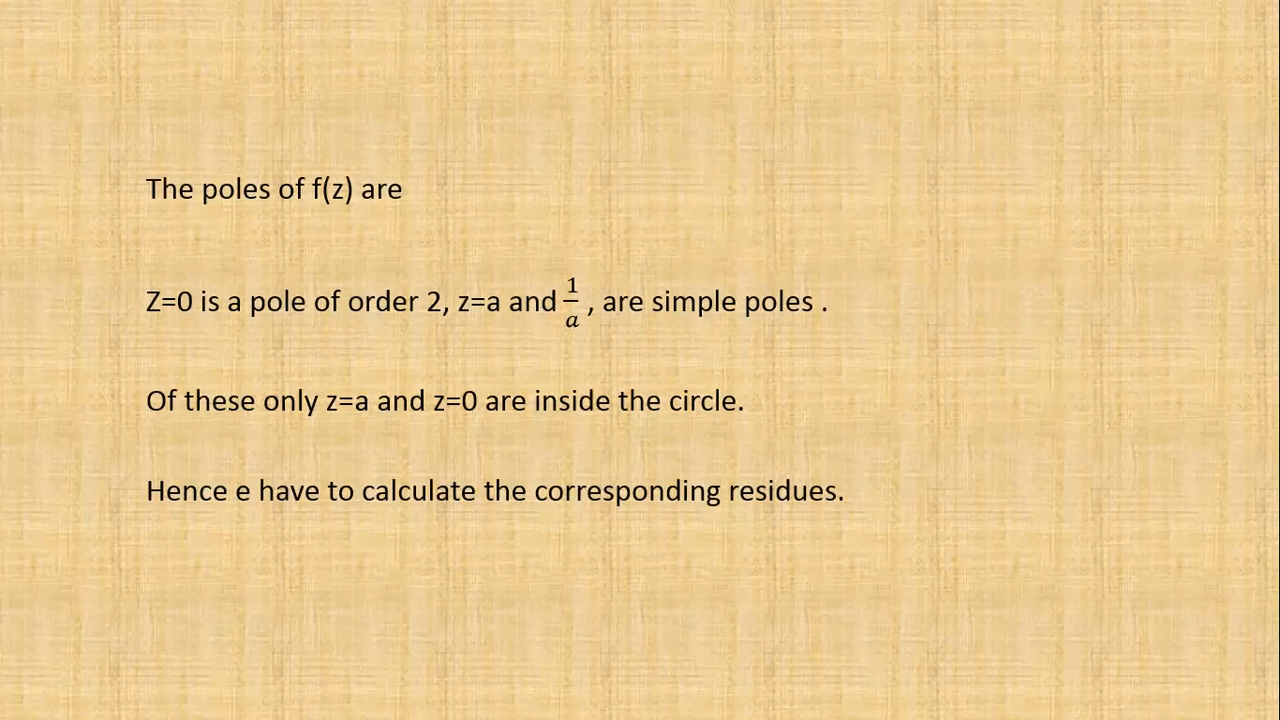 The poles of f(z) are
Z=0 is a pole of order 2, z=a and \frac{1}{a} , are simple poles .
Of these only z=a and z=0 are inside the circle.
Hence e have to calculate the corresponding residues.